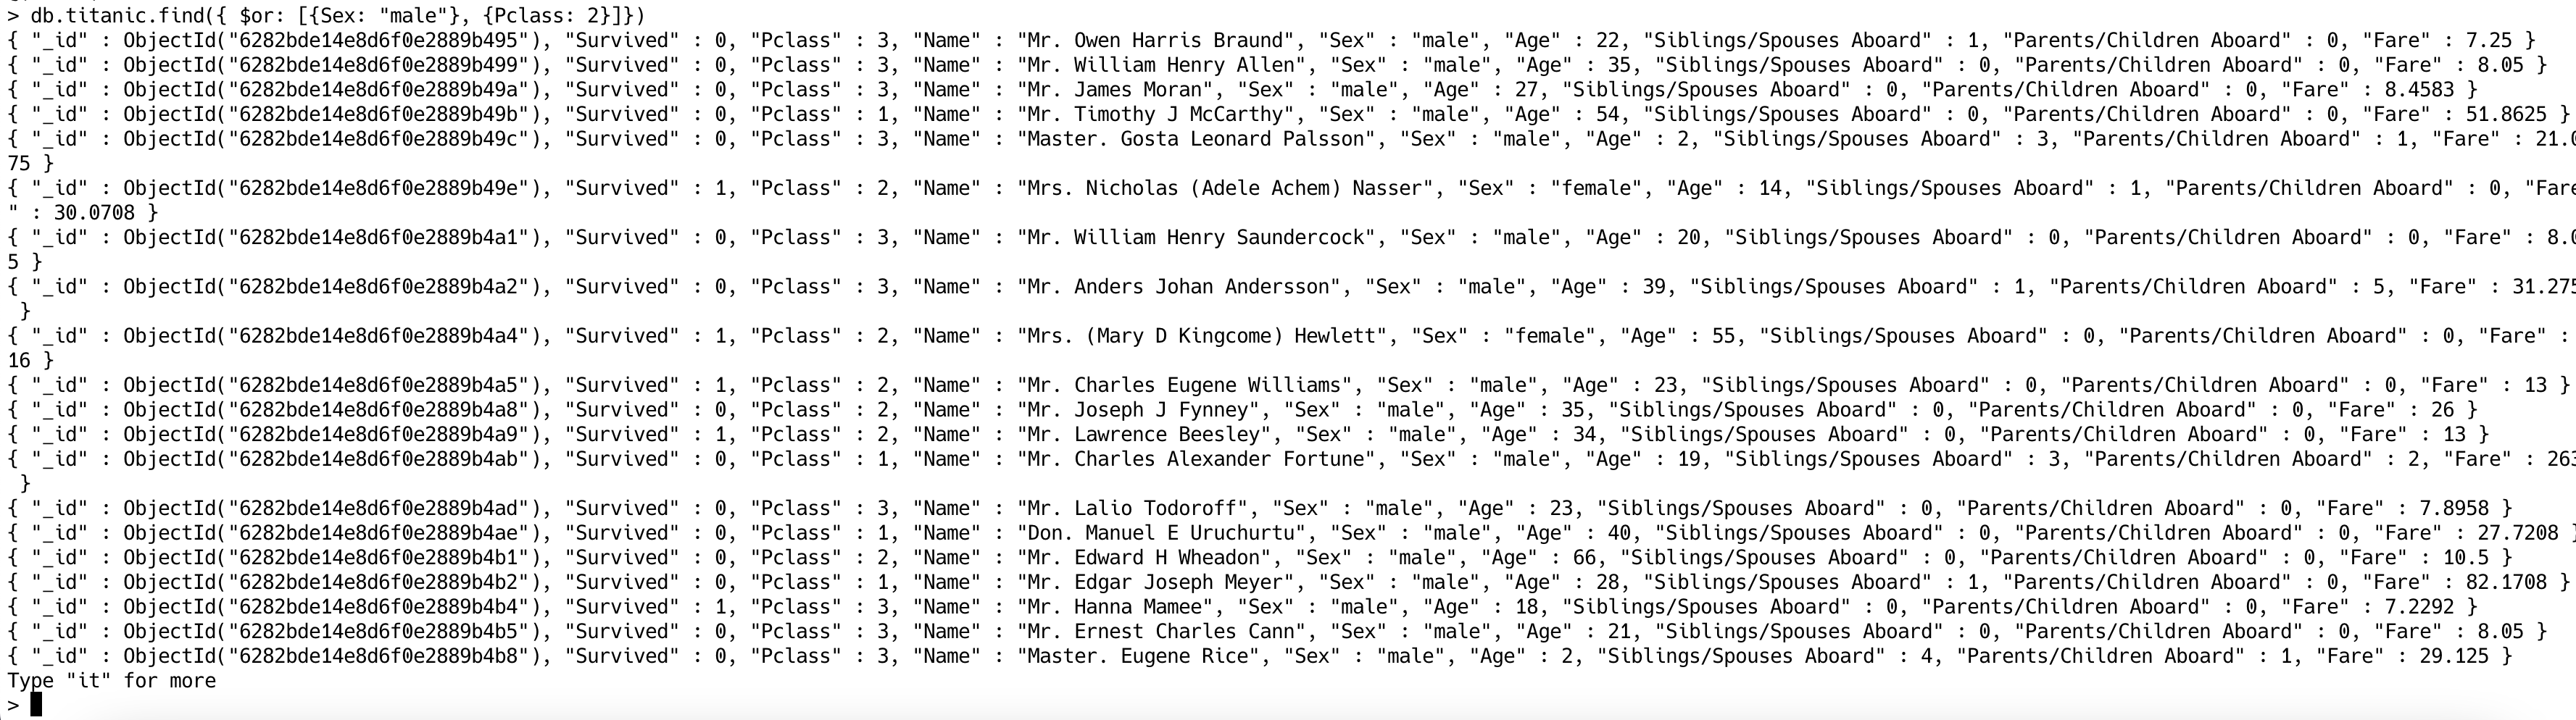 > db.titanic.find({ $or: [{Sex: "male"}, {Pclass: 2}]})
{ "_id" : ObjectId("6282bde14e8d6f0e2889b495"), "Survived" : 0, "Pclass" : 3, "Name" : "Mr. Owen Harris Braund", "Sex" : "male", "Age" : 22, "Siblings/Spouses Aboard" : 1, "Parents/Children Aboard" : 0, "Fare" : 7.25 }
{ "_id" : ObjectId("6282bde14e8d6f0e2889b499"), "Survived" : 0, "Pclass" : 3, "Name" : "Mr. William Henry Allen", "Sex" : "male", "Age" : 35, "Siblings/Spouses Aboard" : 0, "Parents/Children Aboard" : 0, "Fare" : 8.05 }
{ "_id" : ObjectId("6282bde14e8d6f0e2889b49a"), "Survived" : 0, "Pclass" : 3, "Name" : "Mr. James Moran", "Sex" : "male", "Age" : 27, "Siblings/Spouses Aboard" : 0, "Parents/Children Aboard" : 0, "Fare" : 8.4583 }
{ "_id" : ObjectId("6282bde14e8d6f0e2889b49b"), "Survived" : 0, "Pclass" : 1, "Name" : "Mr. Timothy J McCarthy", "Sex" : "male", "Age" : 54, "Siblings/Spouses Aboard" : 0, "Parents/Children Aboard" : 0, "Fare" : 51.8625 }
{ "_id" : ObjectId("6282bde14e8d6f0e2889b49c"), "Survived" : 0, "Pclass" : 3, "Name" : "Master. Gosta Leonard Palsson", "Sex" : "male", "Age" : 2, "Siblings/Spouses Aboard" : 3, "Parents/Children Aboard" : 1, "Fare" : 21.0
75 }
{ "_id" : ObjectId("6282bde14e8d6f0e2889b49e"), "Survived" : 1, "Pclass" : 2, "Name" : "Mrs. Nicholas (Adele Achem) Nasser", "Sex" : "female", "Age" : 14, "Siblings/Spouses Aboard" : 1, "Parents/Children Aboard" : 0, "Fare
" : 30.0708 }
{ "_id" : ObjectId("6282bde14e8d6f0e2889b4a1"), "Survived" : 0, "Pclass" : 3, "Name" : "Mr. William Henry Saundercock", "Sex" : "male", "Age" : 20, "Siblings/Spouses Aboard" : 0, "Parents/Children Aboard" : 0, "Fare" : 8.0
5 }
{ "_id" : ObjectId("6282bde14e8d6f0e2889b4a2"), "Survived" : 0, "Pclass" : 3, "Name" : "Mr. Anders Johan Andersson", "Sex" : "male", "Age" : 39, "Siblings/Spouses Aboard" : 1, "Parents/Children Aboard" : 5, "Fare" : 31.275
}
{ "_id" : ObjectId("6282bde14e8d6f0e2889b4a4"), "Survived" : 1, "Pclass" : 2, "Name" : "Mrs. (Mary D Kingcome) Hewlett", "Sex" : "female", "Age" : 55, "Siblings/Spouses Aboard" : 0, "Parents/Children Aboard" : 0, "Fare" :
16 }
{ "_id" : ObjectId("6282bde14e8d6f0e2889b4a5"), "Survived" : 1, "Pclass" : 2, "Name" : "Mr. Charles Eugene Williams", "Sex" : "male", "Age" : 23, "Siblings/Spouses Aboard" : 0, "Parents/Children Aboard" : 0, "Fare" : 13 }
{ "_id" : ObjectId("6282bde14e8d6f0e2889b4a8"), "Survived" : 0, "Pclass" : 2, "Name" : "Mr. Joseph J Fynney", "Sex" : "male", "Age" : 35, "Siblings/Spouses Aboard" : 0, "Parents/Children Aboard" : 0, "Fare" : 26 }
{ "_id" : ObjectId("6282bde14e8d6f0e2889b4a9"), "Survived" : 1, "Pclass" : 2, "Name" : "Mr. Lawrence Beesley", "Sex" : "male", "Age" : 34, "Siblings/Spouses Aboard" : 0, "Parents/Children Aboard" : 0, "Fare" : 13 }
{ "_id" : ObjectId("6282bde14e8d6f0e2889b4ab"), "Survived" : 0, "Pclass" : 1, "Name" : "Mr. Charles Alexander Fortune", "Sex" : "male", "Age" : 19, "Siblings/Spouses Aboard" : 3, "Parents/Children Aboard" : 2, "Fare" : 263
}
{ "_id" : ObjectId("6282bde14e8d6f0e2889b4ad"), "Survived" : 0, "Pclass" : 3, "Name" : "Mr. Lalio Todoroff", "Sex" : "male", "Age" : 23, "Siblings/Spouses Aboard" : 0, "Parents/Children Aboard" : 0, "Fare" : 7.8958 }
{ "_id" : ObjectId("6282bde14e8d6f0e2889b4ae"), "Survived" : 0, "Pclass" : 1, "Name" : "Don. Manuel E Uruchurtu", "Sex" : "male", "Age" : 40, "Siblings/Spouses Aboard" : 0, "Parents/Children Aboard" : 0, "Fare" : 27.7208 }
{ "_id" : ObjectId("6282bde14e8d6f0e2889b4b1"), "Survived" : 0, "Pclass" : 2, "Name" : "Mr. Edward H Wheadon", "Sex" : "male", "Age" : 66, "Siblings/Spouses Aboard" : 0, "Parents/Children Aboard" : 0, "Fare" : 10.5 }
{ "_id" : ObjectId("6282bde14e8d6f0e2889b4b2"), "Survived" : 0, "Pclass" : 1, "Name" : "Mr. Edgar Joseph Meyer", "Sex" : "male", "Age" : 28, "Siblings/Spouses Aboard" : 1, "Parents/Children Aboard" : 0, "Fare" : 82.1708 }
{ "_id" : ObjectId("6282bde14e8d6f0e2889b4b4"), "Survived" : 1, "Pclass" : 3, "Name" : "Mr. Hanna Mamee", "Sex" : "male", "Age" : 18, "Siblings/Spouses Aboard" : 0, "Parents/Children Aboard" : 0, "Fare" : 7.2292 }
{ "_id" : ObjectId("6282bde14e8d6f0e2889b4b5"), "Survived" : 0, "Pclass" : 3, "Name" : "Mr. Ernest Charles Cann", "Sex" : "male", "Age" : 21, "Siblings/Spouses Aboard" : 0, "Parents/Children Aboard" : 0, "Fare" : 8.05 }
{ "_id" : ObjectId("6282bde14e8d6f0e2889b4b8"), "Survived" : 0, "Pclass" : 3, "Name" : "Master. Eugene Rice", "Sex" : "male", "Age" : 2, "Siblings/Spouses Aboard" : 4, "Parents/Children Aboard" : 1, "Fare" : 29.125 }
Type "it" for more
>